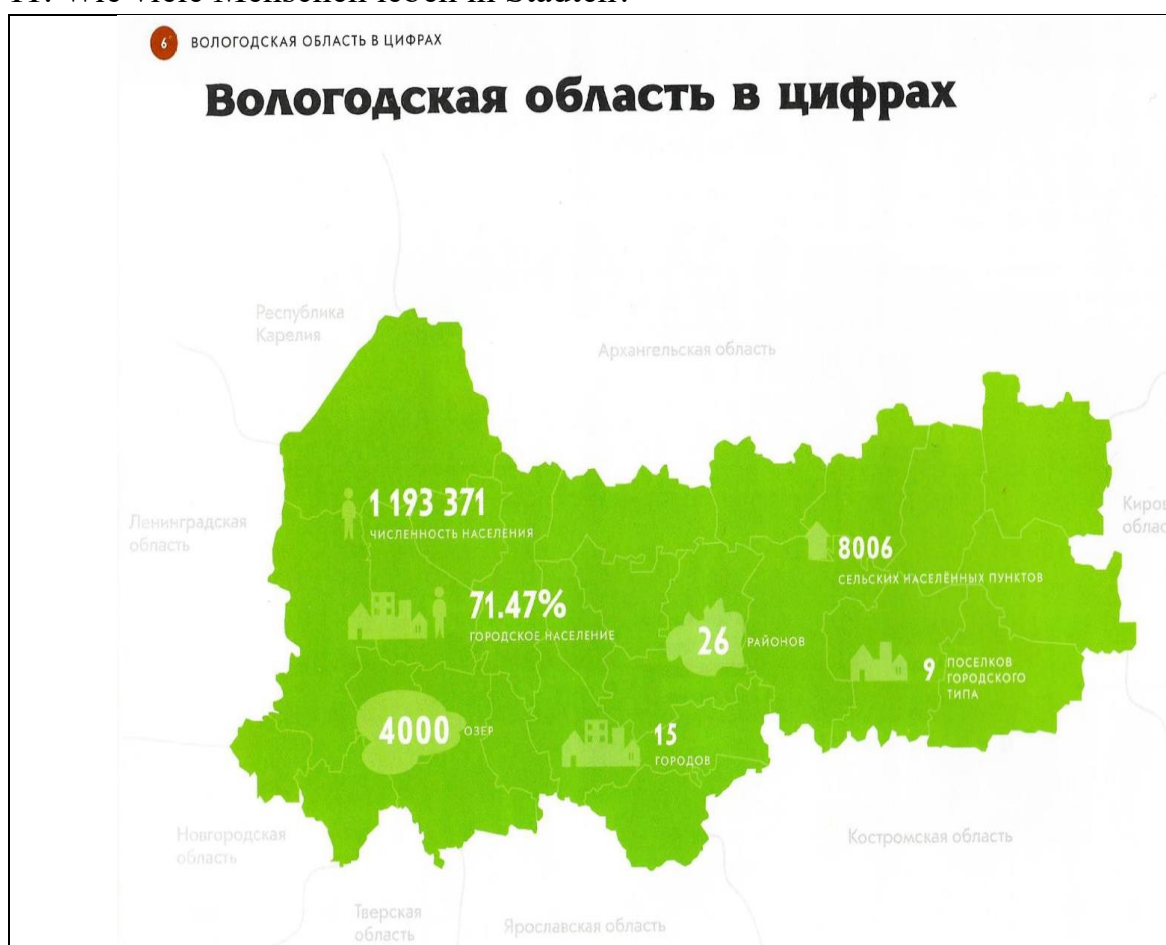 11. Wie viele Menschen leben in Städten?
6 ВОЛОГОДСКАЯ ОБЛАСТЬ В ЦИФРАХ
Вологодская область в цифрах
Республика
Карелия
Архангельская область
Ленинградская
область
1 193 371
ЧИСЛЕННОСТЬ НАСЕЛЕНИЯ
8006
СЕЛЬСКИХ НАСЕЛЁННЫХ ПУНКТОВ
71.47%
ГОРОДСКОЕ НАСЕЛЕНИЕ
26 РАЙОНОВ
9 ПОСЕЛКОВ
ГОРОДСКОГО
ТИПА
4000 ОЗЕР
15
ГОРОДОВ
Новгородская
область
Костромская область
Тверская
область
Ярославская область